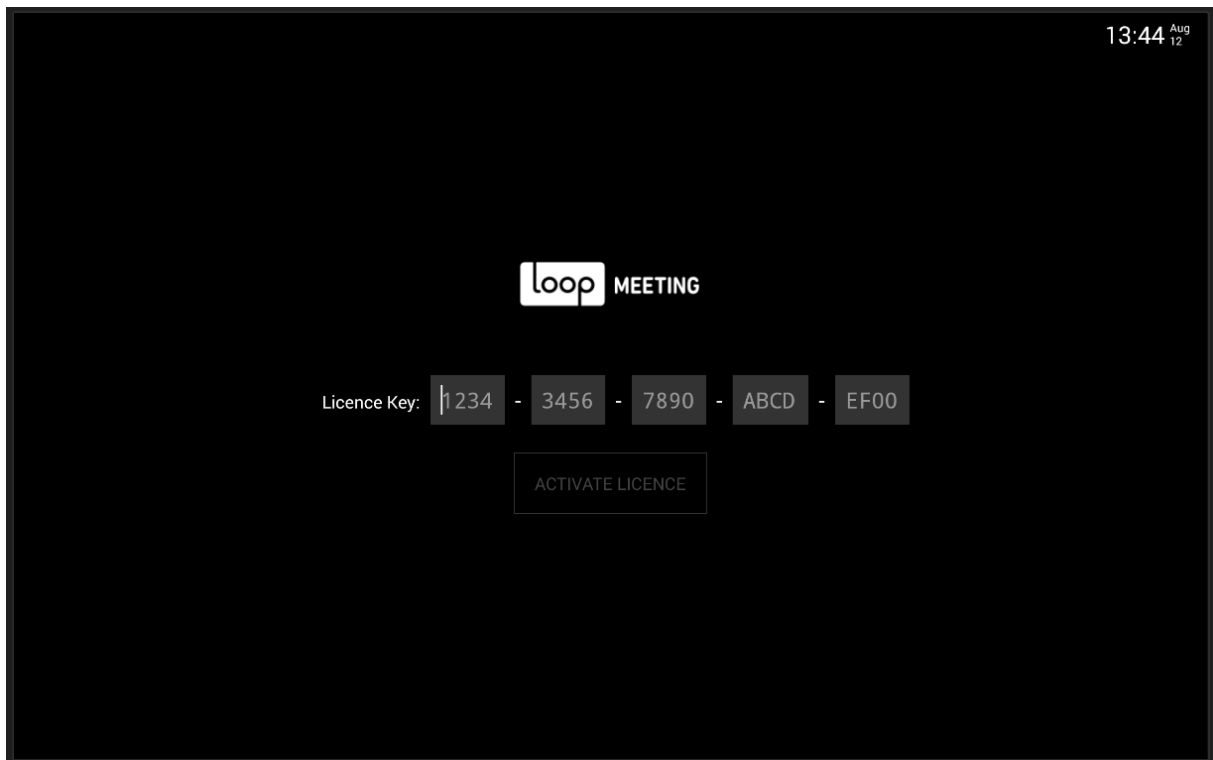 13:44 Aug 12
loop MEETING
Licence Key: 1234 - 3456 - 7890 - ABCD - EF00
ACTIVATE LICENCE